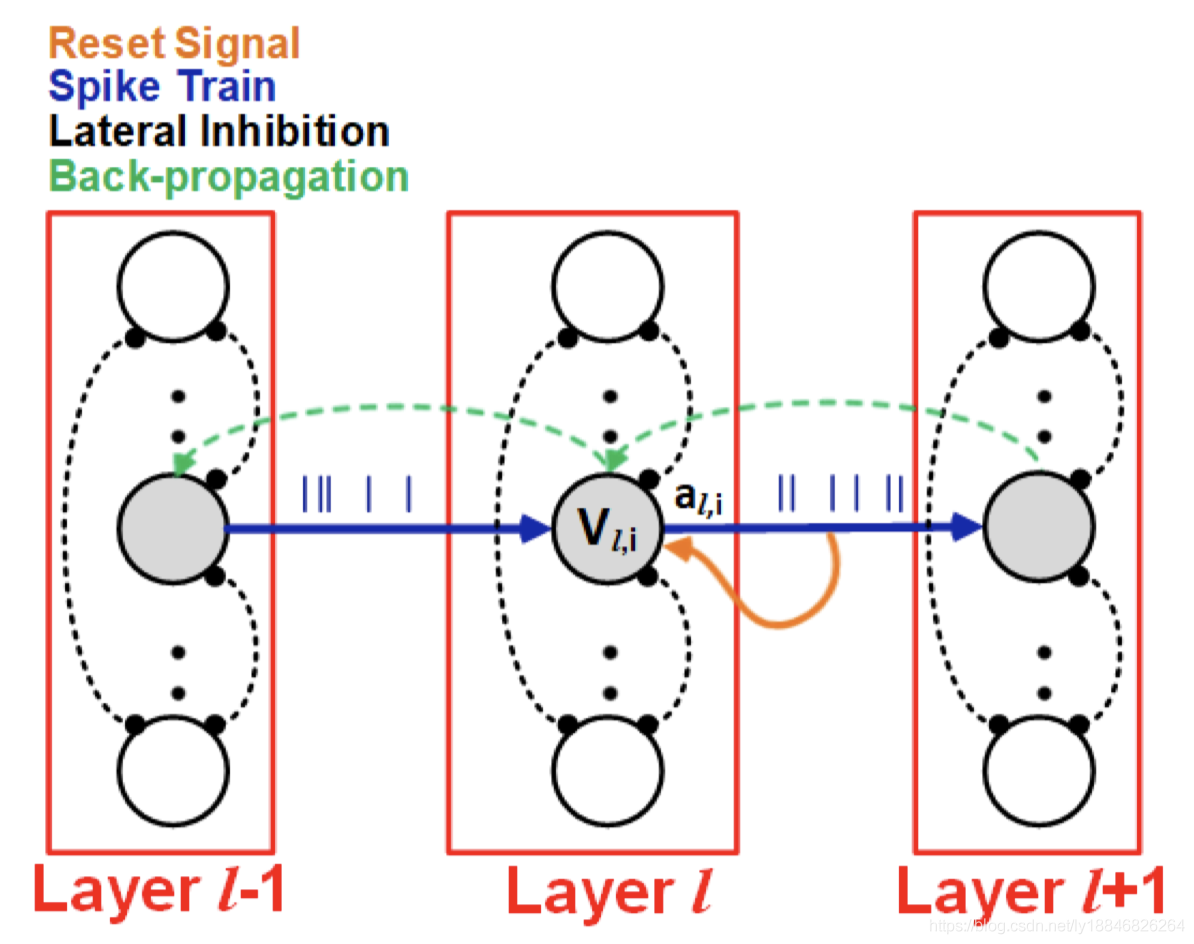 Reset Signal
Spike Train
Lateral Inhibition
Back-propagation
a_{l,i}
V_{l,i}
Layer l-1
Layer l
Layer l+1
https://blog.csdn.net/ly18846826264